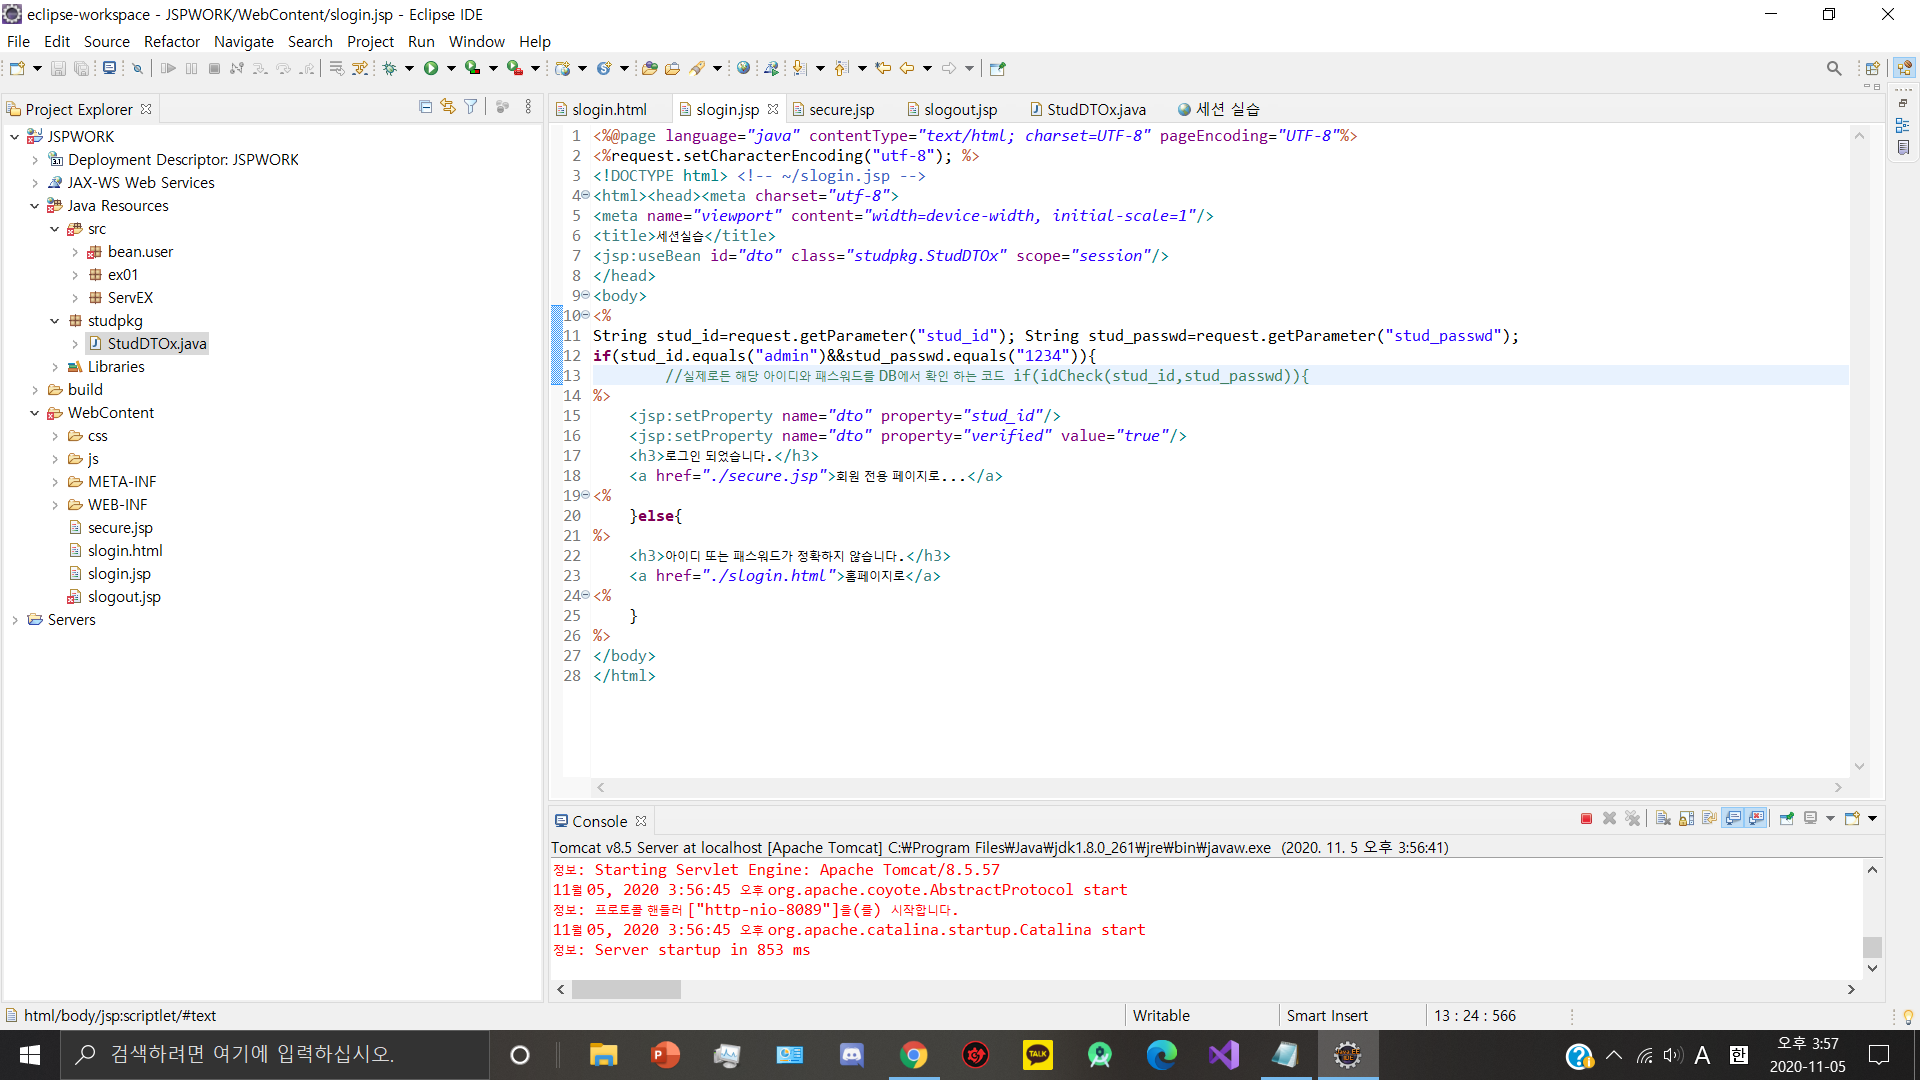 eclipse-workspace - JSPWORK/WebContent/slogin.jsp - Eclipse IDE
File Edit Source Refactor Navigate Search Project Run Window Help
Project Explorer
JSPWORK
Deployment Descriptor: JSPWORK
JAX-WS Web Services
Java Resources
src
bean.user
ex01
ServEX
studpkg
StudDTOx.java
Libraries
build
WebContent
css
js
META-INF
WEB-INF
secure.jsp
slogin.html
slogin.jsp
slogout.jsp
Servers
slogin.html slogin.jsp secure.jsp slogout.jsp StudDTOx.java 세션 실습
1 <%@page language="java" contentType="text/html; charset=UTF-8" pageEncoding="UTF-8"%>
2 <%request.setCharacterEncoding("utf-8"); %>
3 <!DOCTYPE html> <!-- ~/slogin.jsp -->
4 <html><head><meta charset="utf-8">
5 <meta name="viewport" content="width=device-width, initial-scale=1"/>
6 <title>세션실습</title>
7 <jsp:useBean id="dto" class="studpkg.StudDTOx" scope="session"/>
8 </head>
9 <body>
10 <%
11 String stud_id=request.getParameter("stud_id"); String stud_passwd=request.getParameter("stud_passwd");
12 if(stud_id.equals("admin")&&stud_passwd.equals("1234")){
13 //실제로든 해당 아이디와 패스워드를 DB에서 확인 하는 코드 if(idCheck(stud_id,stud_passwd)){
14 %>
15 <jsp:setProperty name="dto" property="stud_id"/>
16 <jsp:setProperty name="dto" property="verified" value="true"/>
17 <h3>로그인 되었습니다.</h3>
18 <a href="./secure.jsp">회원 전용 페이지로...</a>
19 <%
20 }else{
21 %>
22 <h3>아이디 또는 패스워드가 정확하지 않습니다.</h3>
23 <a href="./slogin.html">홈페이지로</a>
24 <%
25 }
26 %>
27 </body>
28 </html>
Console
Tomcat v8.5 Server at localhost [Apache Tomcat] C:₩Program Files₩Java₩jdk1.8.0_261₩jre₩bin₩javaw.exe (2020. 11. 5 오후 3:56:41)
정보: Starting Servlet Engine: Apache Tomcat/8.5.57
11월 05, 2020 3:56:45 오후 org.apache.coyote.AbstractProtocol start
정보: 프로토콜 핸들러 ["http-nio-8089"]을(를) 시작합니다.
11월 05, 2020 3:56:45 오후 org.apache.catalina.startup.Catalina start
정보: Server startup in 853 ms
html/body/jsp:scriptlet/#text Writable Smart Insert 13 : 24 : 566
검색하려면 여기에 입력하십시오.
TALK
A 한
오후 3:57
2020-11-05